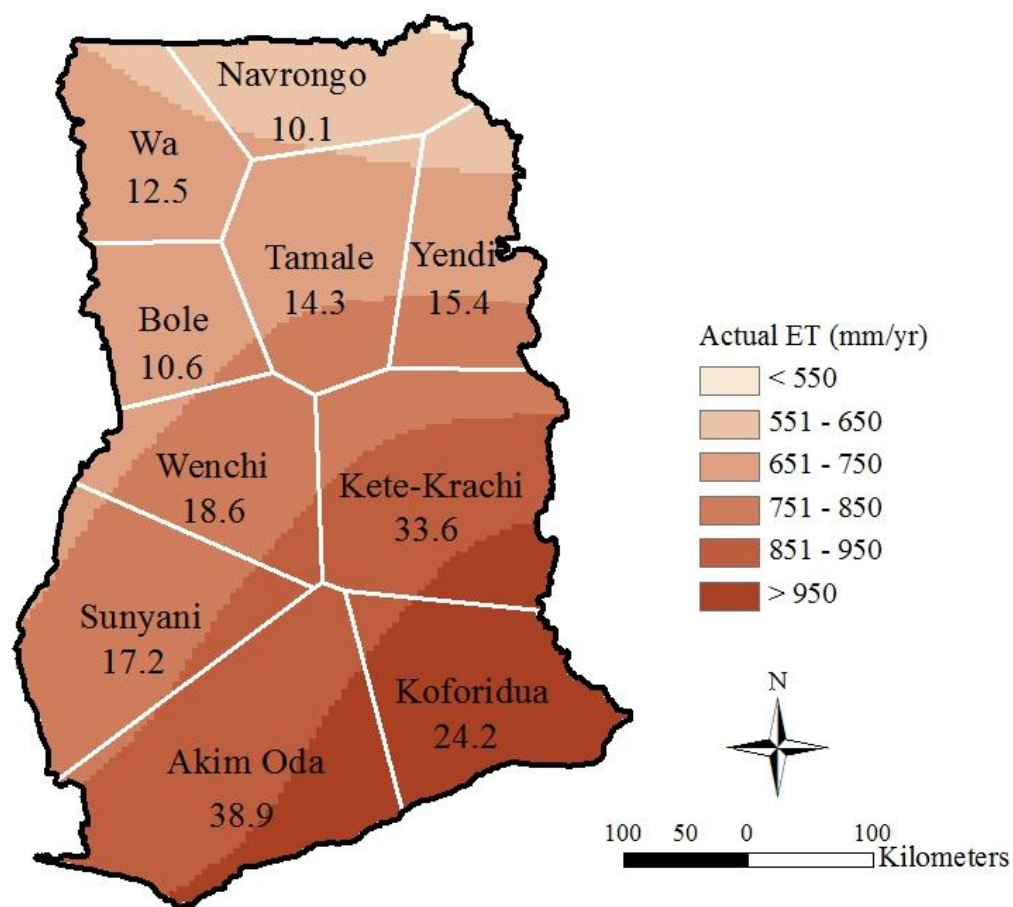 Navrongo
10.1
Wa
12.5
Tamale
14.3
Yendi
15.4
Bole
10.6
Wenchi
18.6
Kete-Krachi
33.6
Sunyani
17.2
Koforidua
24.2
Akim Oda
38.9
Actual ET (mm/yr)
< 550
551 - 650
651 - 750
751 - 850
851 - 950
> 950
N
100 50 0 100
Kilometers